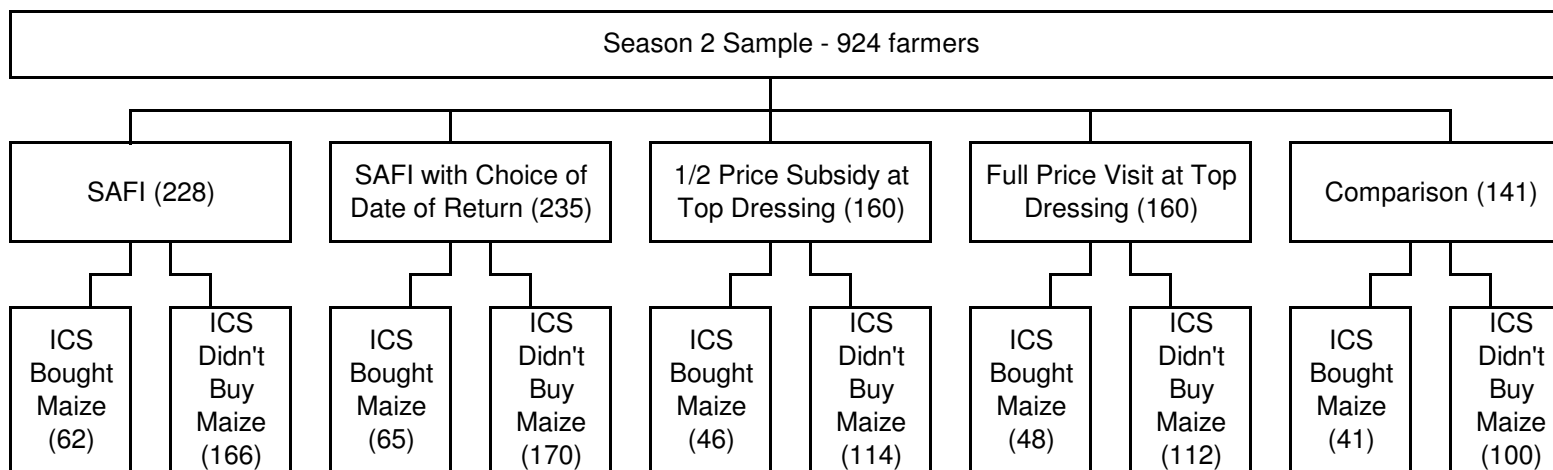 Season 2 Sample - 924 farmers
SAFI (228)
SAFI with Choice of
Date of Return (235)
1/2 Price Subsidy at
Top Dressing (160)
Full Price Visit at Top
Dressing (160)
Comparison (141)
ICS
Bought
Maize
(62)
ICS
Didn't
Buy
Maize
(166)
ICS
Bought
Maize
(65)
ICS
Didn't
Buy
Maize
(170)
ICS
Bought
Maize
(46)
ICS
Didn't
Buy
Maize
(114)
ICS
Bought
Maize
(48)
ICS
Didn't
Buy
Maize
(112)
ICS
Bought
Maize
(41)
ICS
Didn't
Buy
Maize
(100)